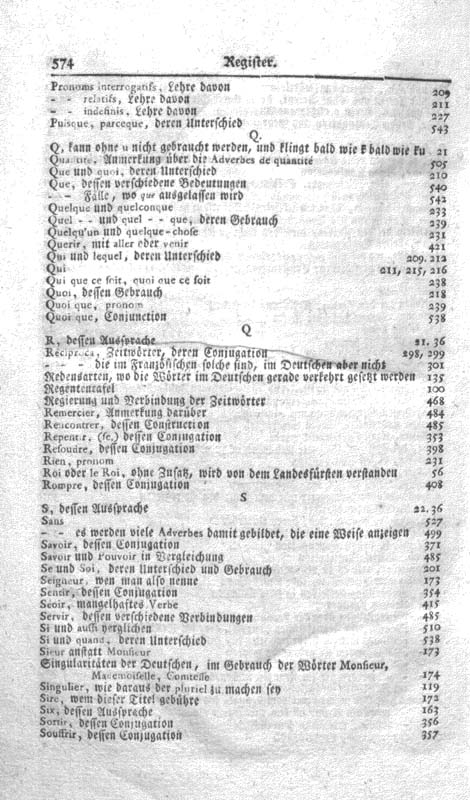 574 Register.
Pronoms interrogatifs, Lehre davon 209
- - relatifs, Lehre davon 211
- - indefinis, Lehre davon 227
Puisque, parceque, deren Unterschied 543
Q.
Q, kann ohne u nicht gebraucht werden, und klingt bald wie k bald wie ku 21
Quantité, Anmerkung über die Adverbes de quantité 505
Que und quoi, deren Unterschied 210
Que, dessen verschiedene Bedeutungen 540
- - Fälle, wo que ausgelassen wird 542
Quelque und quelconque 233
Quel - - und quel - - que, deren Gebrauch 239
Quelqu'un und quelque-chose 231
Querir, mit aller oder venir 421
Qui und lequel, deren Unterschied 209. 212
Qui 211, 215, 216
Qui que ce soit, quoi que ce soir 238
Quoi, dessen Gebrauch 218
Quoi que, pronom 239
Quoi que, Conjunction 538
Q
R, dessen Aussprache 21. 36
Réciproca, Zeitwörter, deren Conjugation 298, 299
- - - die im Französischen solche sind, im Deutschen aber nicht 301
Redensarten, wo die Wörter im Deutschen gerade verkehrt gesetzt werden 135
Regententafel 100
Regierung und Verbindung der Zeitwörter 468
Remercier, Anmerkung darüber 484
Rencontrer, dessen Construction 485
Repentir, (se,) dessen Conjugation 353
Resoudre, dessen Conjugation 398
Rien, pronom 231
Roi oder le Roi, ohne Zusatz, wird von dem Landesfürsten verstanden 56
Rompre, dessen Conjugation 408
S
S, dessen Aussprache 22. 36
Sans 527
- - es werden viele Adverbes damit gebildet, die eine Weise anzeigen 499
Savoir, dessen Conjugation 371
Savoir und Pouvoir in Vergleichung 485
Se und Soi, deren Unterschied und Gebrauch 201
Seigneur, wen man also nenne 173
Sentir, dessen Conjugation 354
Séoir, mangelhaftes Verbe 415
Servir, dessen verschiedene Verbindungen 485
Si und aussi verglichen 510
Si und quand, deren Unterschied 538
Sieur anstatt Monsieur 173
Singularitäten der Deutschen, im Gebrauch der Wörter Monsieur,
Mademoiselle, Comtesse 174
Singulier, wie daraus der pluriel zu machen sey 119
Sire, wem dieser Titel gebühre 172
Six, dessen Aussprache 163
Sortir, dessen Conjugation 356
Souffrir, dessen Conjugation 357